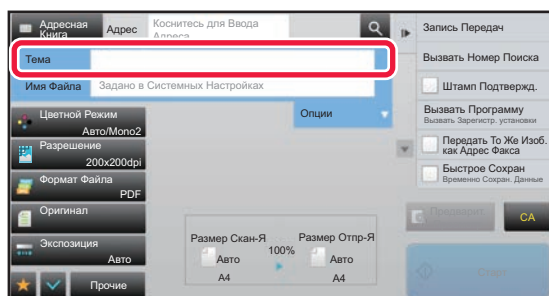 Адресная Книга
Адрес
Коснитесь для Ввода Адреса
Тема
Имя Файла
Задано в Системных Настройках
Цветной Режим
Авто/Mono2
Опции
Разрешение
200x200dpi
Формат Файла
PDF
Оригинал
Экспозиция
Авто
Прочие
Размер Скан-Я
Авто
A4
100%
Размер Отпр-Я
Авто
A4
Запись Передач
Вызвать Номер Поиска
Штамп Подтвержд.
Вызвать Программу
Вызвать Зарегистр. установки
Передать То Же Изоб.
как Адрес Факса
Быстрое Сохран
Временно Сохран. Данные
CA